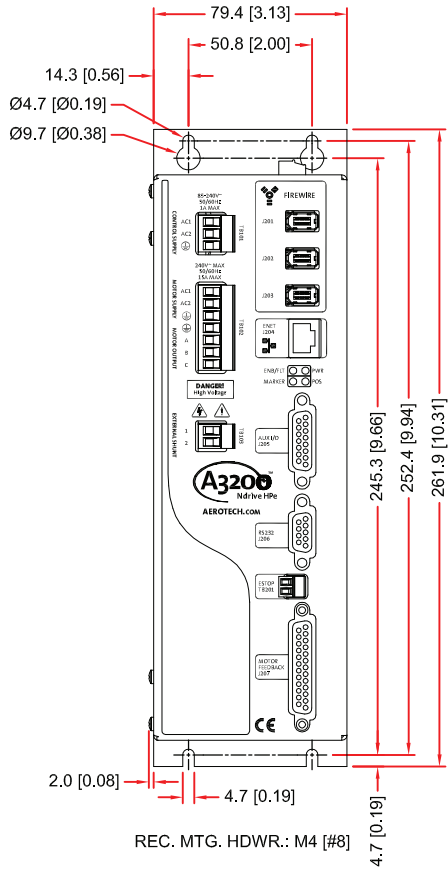 79.4 [3.13]
50.8 [2.00]
14.3 [0.56]
Ø4.7 [Ø0.19]
Ø9.7 [Ø0.38]
85-240V~
50/60Hz
1A MAX
CONTROL SUPPLY
AC1
AC2
TB101
240V~ MAX
50/60Hz
15A MAX
MOTOR SUPPLY
AC1
AC2
MOTOR OUTPUT
A
B
C
TB102
DANGER!
High Voltage
EXTERNAL SHUNT
1
2
TB103
A3200™
Ndrive HPe
AEROTECH.COM
FIREWIRE
J201
J202
J203
ENET
J204
ENB/FLT
PWR
MARKER
POS
AUX I/O
J205
RS232
J206
ESTOP
TB201
MOTOR
FEEDBACK
J207
CE
245.3 [9.66]
252.4 [9.94]
261.9 [10.31]
2.0 [0.08]
4.7 [0.19]
4.7 [0.19]
REC. MTG. HDWR.: M4 [#8]